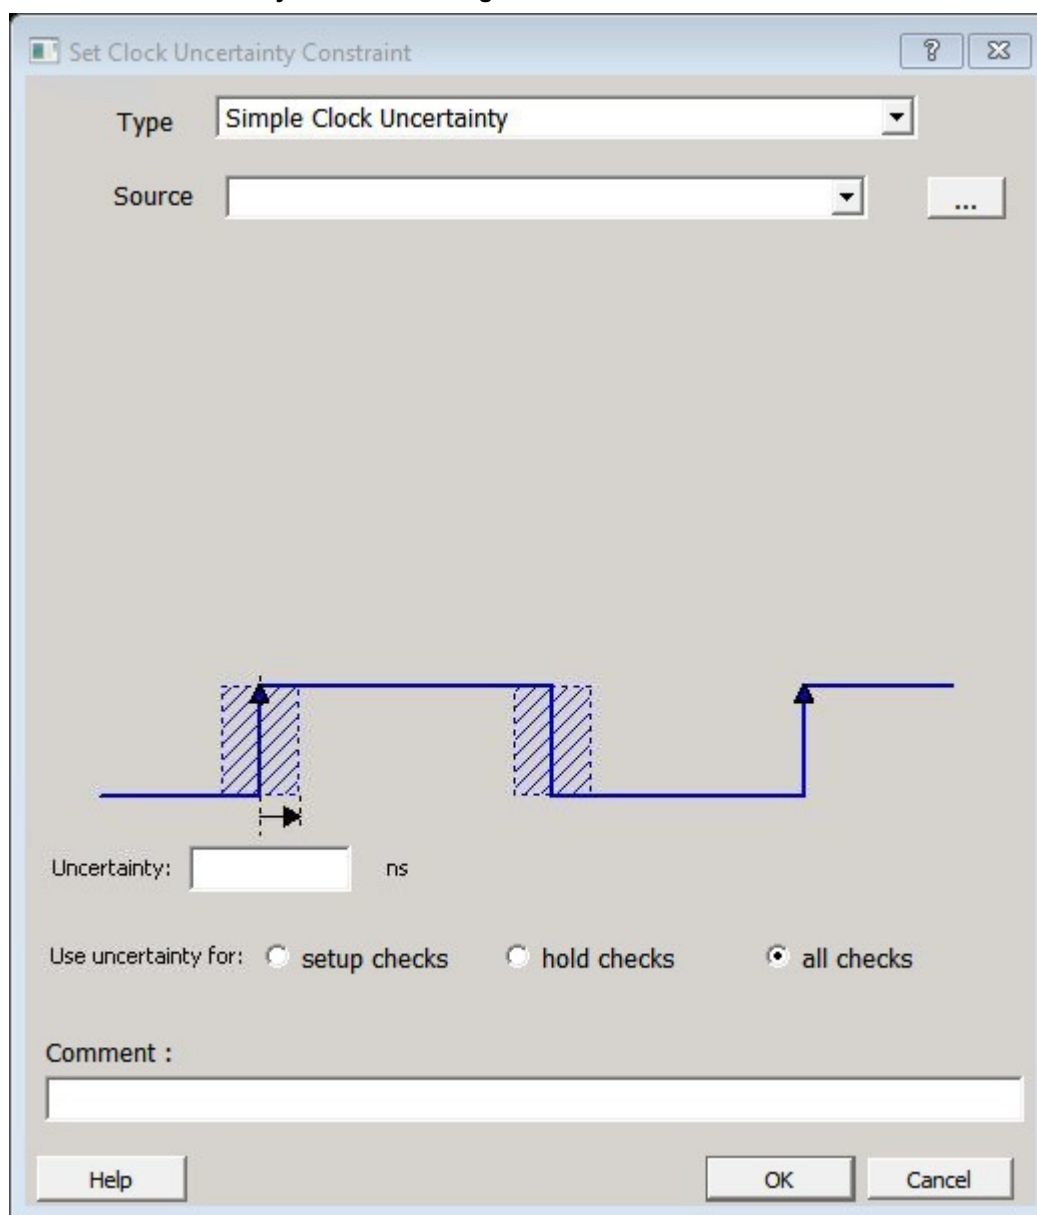 Set Clock Uncertainty Constraint
Type Simple Clock Uncertainty
Source ...
Uncertainty: ns
Use uncertainty for: setup checks hold checks all checks
Comment :
Help OK Cancel